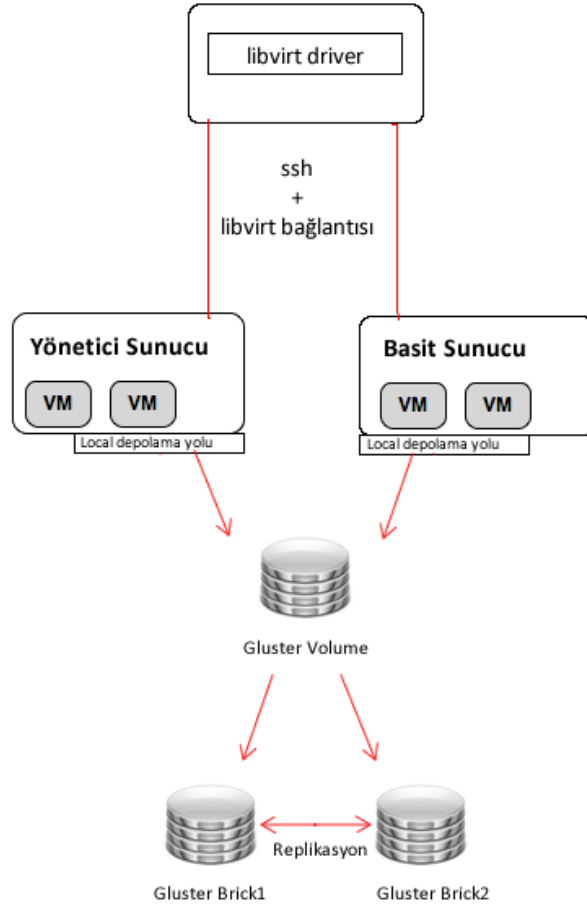 libvirt driver
ssh
+
libvirt bağlantısı
Yönetici Sunucu
VM
VM
Local depolama yolu
Basit Sunucu
VM
VM
Local depolama yolu
Gluster Volume
Replikasyon
Gluster Brick1
Gluster Brick2